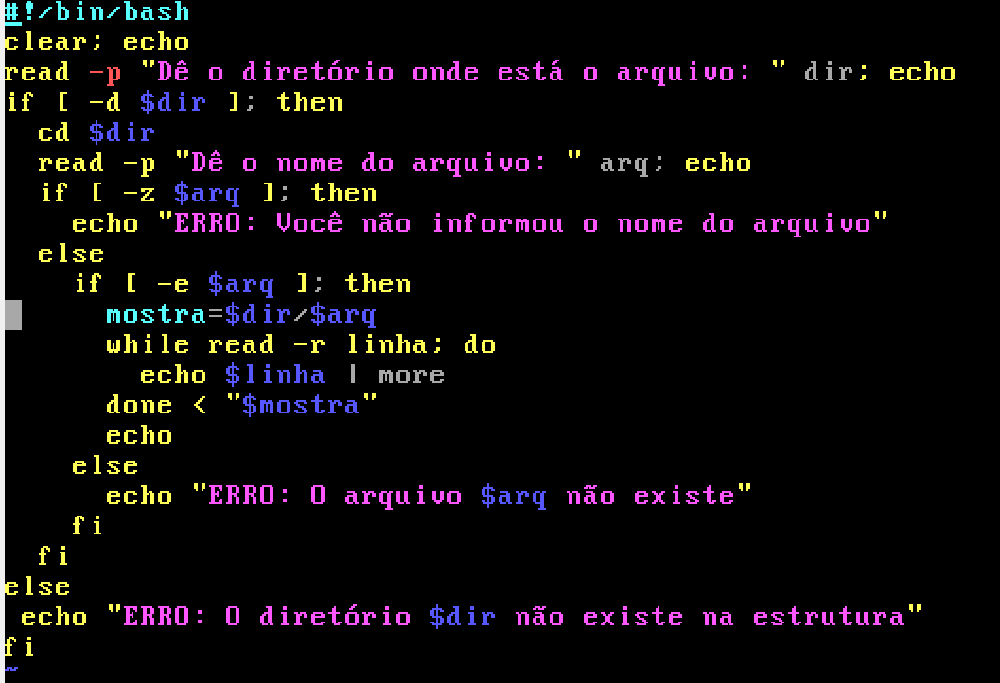 #!/bin/bash
clear; echo
read -p "Dê o diretório onde está o arquivo: " dir; echo
if [ -d $dir ]; then
  cd $dir
  read -p "Dê o nome do arquivo: " arq; echo
  if [ -z $arq ]; then
    echo "ERRO: Você não informou o nome do arquivo"
  else
    if [ -e $arq ]; then
      mostra=$dir/$arq
      while read -r linha; do
        echo $linha | more
      done < "$mostra"
      echo
    else
      echo "ERRO: O arquivo $arq não existe"
    fi
  fi
else
 echo "ERRO: O diretório $dir não existe na estrutura"
fi
~